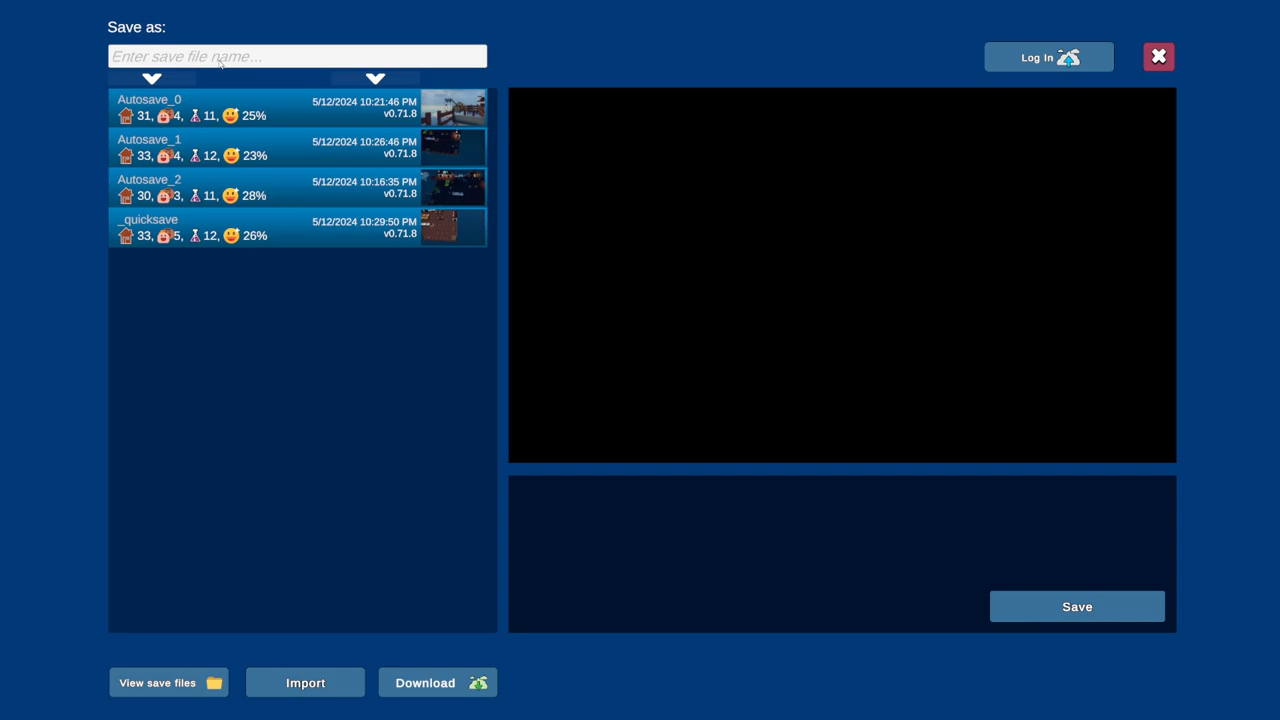 Save as:
Enter save file name...
Log In
Autosave_0
31, 4, 11, 25%
5/12/2024 10:21:46 PM
v0.71.8
Autosave_1
33, 4, 12, 23%
5/12/2024 10:26:46 PM
v0.71.8
Autosave_2
30, 3, 11, 28%
5/12/2024 10:16:35 PM
v0.71.8
_quicksave
33, 5, 12, 26%
5/12/2024 10:29:50 PM
v0.71.8
Save
View save files
Import
Download